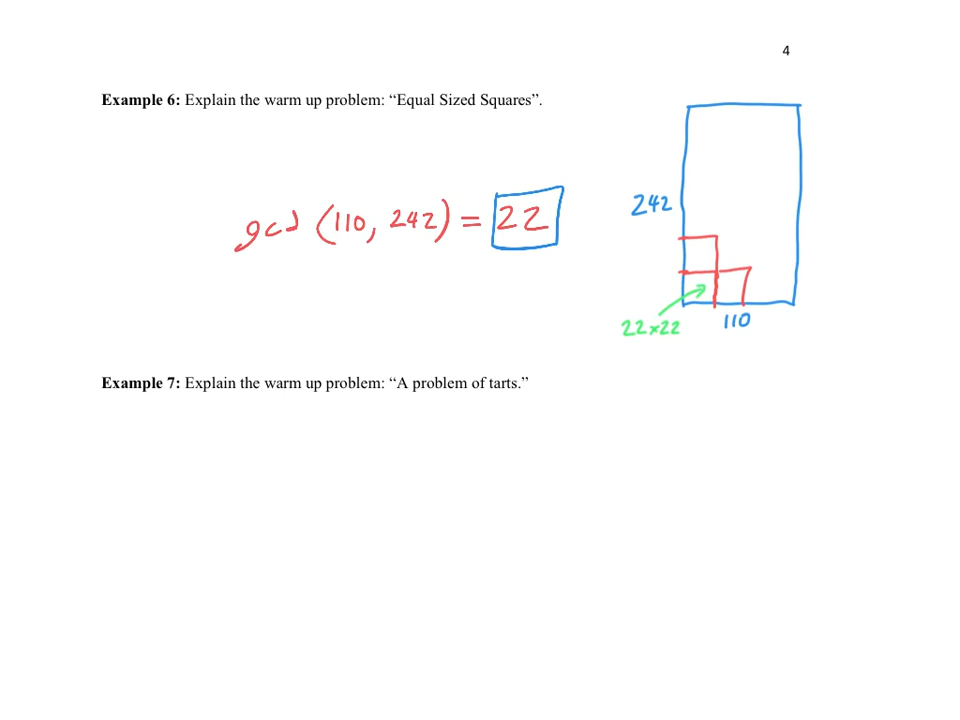 4
Example 6: Explain the warm up problem: “Equal Sized Squares”.
242
gcd (110, 242) = 22
22×22
110
Example 7: Explain the warm up problem: “A problem of tarts.”